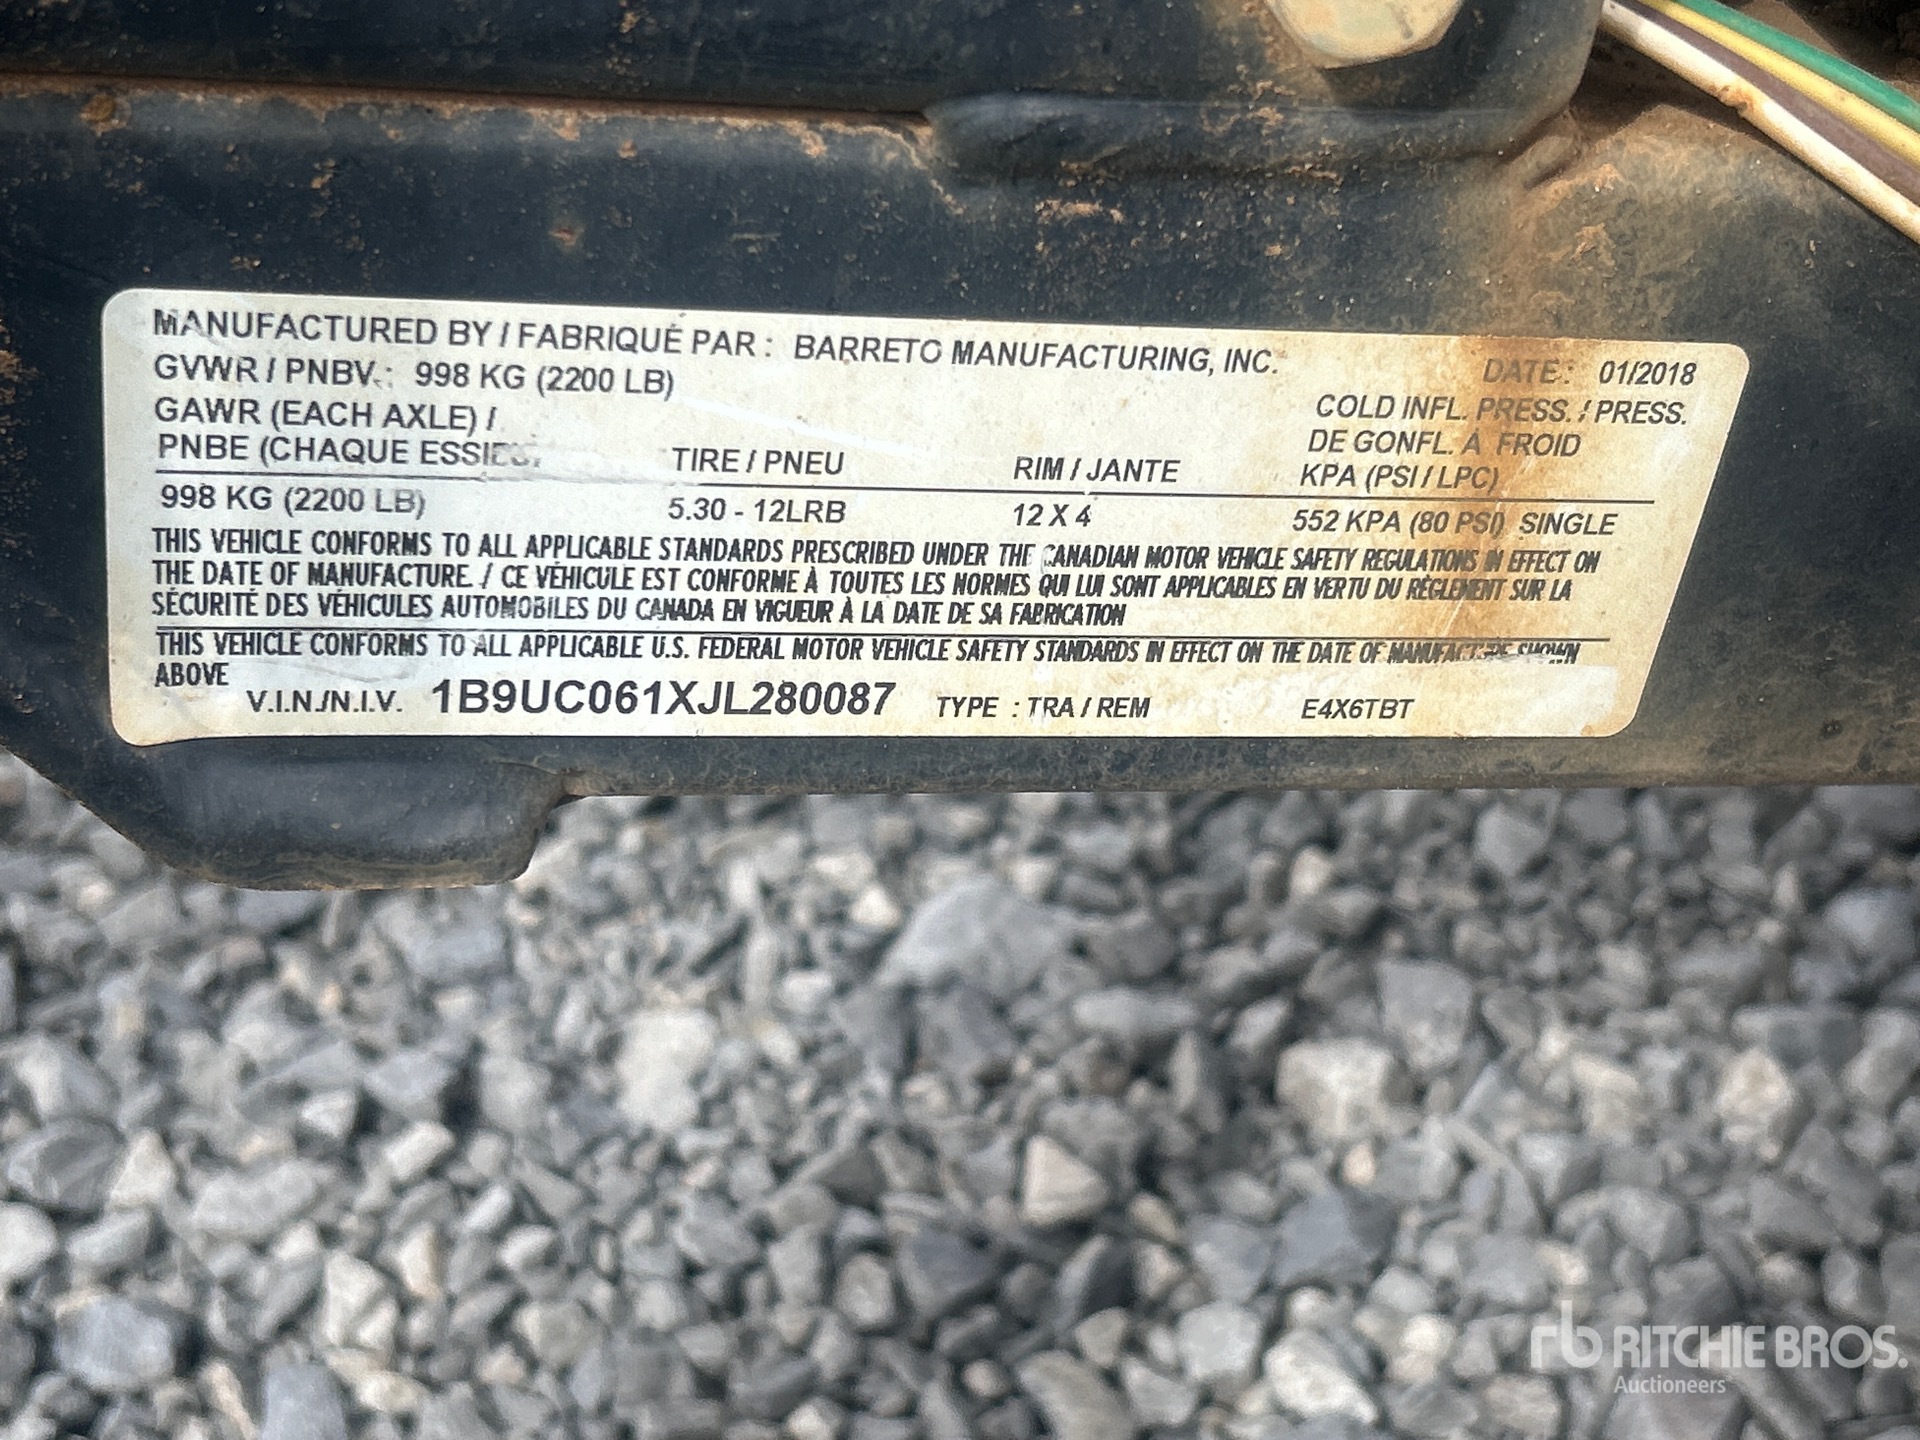 MANUFACTURED BY / FABRIQUÉ PAR : BARRETO MANUFACTURING, INC. DATE : 01/2018
GVWR / PNBV : 998 KG (2200 LB)
COLD INFL. PRESS. / PRESS.
GAWR (EACH AXLE) /
DE GONFL. A FROID
PNBE (CHAQUE TIRE / PNEU RIM / JANTE KPA (PSI / LPC)
998 KG (2200 LB) 5.30 - 12LRB 12 X 4 552 KPA (80 PSI) SINGLE
THIS VEHICLE CONFORMS TO ALL APPLICABLE STANDARDS PRESCRIBED UNDER THE CANADIAN MOTOR VEHICLE SAFETY REGULATIONS IN EFFECT ON
THE DATE OF MANUFACTURE. / CE VÉHICULE EST CONFORME À TOUTES LES NORMES QUI LUI SONT APPLICABLES EN VERTU DU RÈGLEMENT SUR LA
SÉCURITÉ DES VÉHICULES AUTOMOBILES DU CANADA EN VIGUEUR À LA DATE DE SA FABRICATION
THIS VEHICLE CONFORMS TO ALL APPLICABLE U.S. FEDERAL MOTOR VEHICLE SAFETY STANDARDS IN EFFECT ON THE DATE OF MANUFACTURE SHOWN
ABOVE
V.I.N./N.I.V. 1B9UC061XJL280087 TYPE : TRA / REM E4X6TBT
rb RITCHIE BROS.
Auctioneers